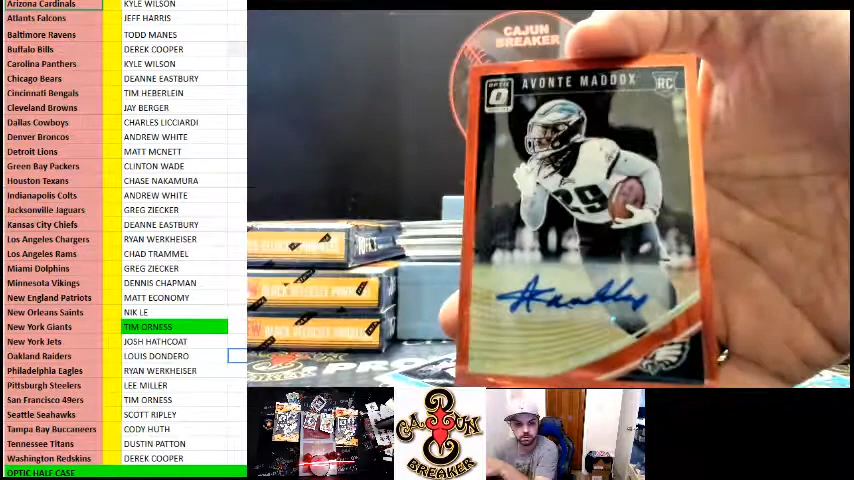 Arizona Cardinals KYLE WILSON
Atlants Falcons JEFF HARRIS
Baltimore Ravens TODD MANES
Buffalo Bills DEREK COOPER
Carolina Panthers KYLE WILSON
Chicago Bears DEANNE EASTBURY
Cincinnati Bengals TIM HEBERLEIN
Cleveland Browns JAY BERGER
Dallas Cowboys CHARLES LICCIARDI
Denver Broncos ANDREW WHITE
Detroit Lions MATT MCNETT
Green Bay Packers CLINTON WADE
Houston Texans CHASE NAKAMURA
Indianapolis Colts ANDREW WHITE
Jacksonville Jaguars GREG ZIECKER
Kansas City Chiefs DEANNE EASTBURY
Los Angeles Chargers RYAN WERKHEISER
Los Angeles Rams CHAD TRAMMEL
Miami Dolphins GREG ZIECKER
Minnesota Vikings DENNIS CHAPMAN
New England Patriots MATT ECONOMY
New Orleans Saints NIK LE
New York Giants TIM ORNESS
New York Jets JOSH HATHCOAT
Oakland Raiders LOUIS DONDERO
Philadelphia Eagles RYAN WERKHEISER
Pittsburgh Steelers LEE MILLER
San Francisco 49ers TIM ORNESS
Seattle Seahawks SCOTT RIPLEY
Tampa Bay Buccaneers CODY HUTH
Tennessee Titans DUSTIN PATTON
Washington Redskins DEREK COOPER
OPTIC HALF CASE
CAJUN
BREAKER
OPTIC
AVONTE MADDOX
RC
29
CAJUN
BREAKER